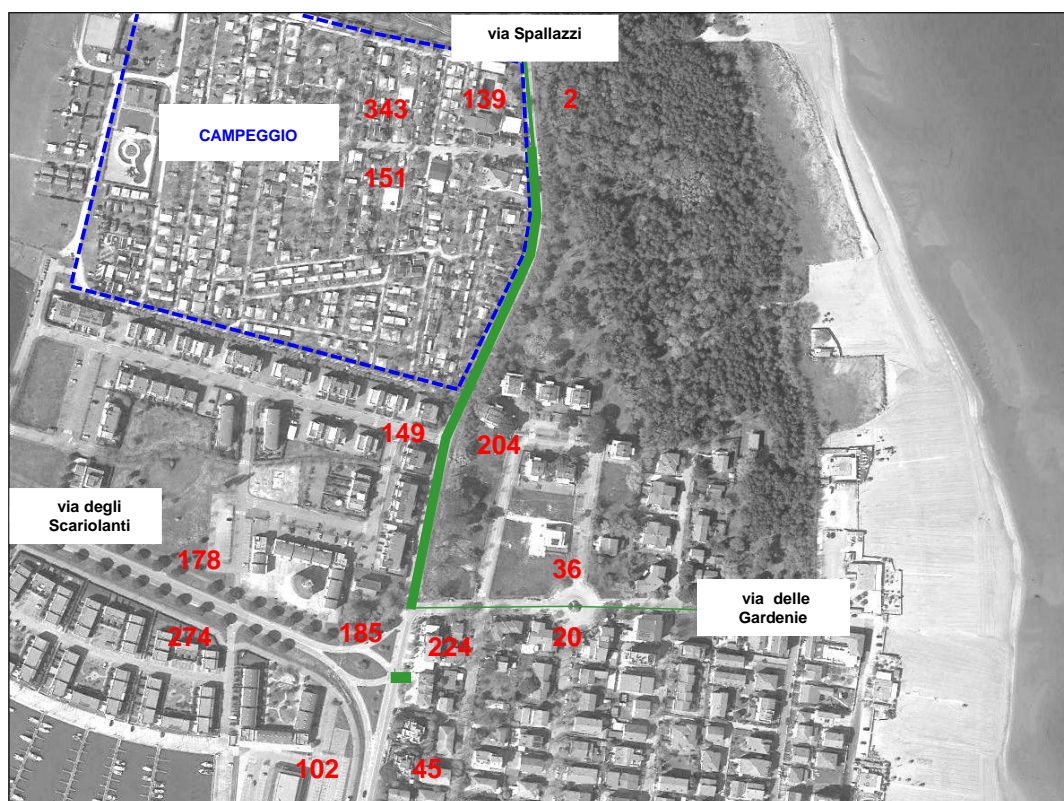 via Spallazzi
343
139
2
CAMPEGGIO
151
149
204
via degli
Scariolanti
178
36
via delle
Gardenie
274
185
224
20
102
45